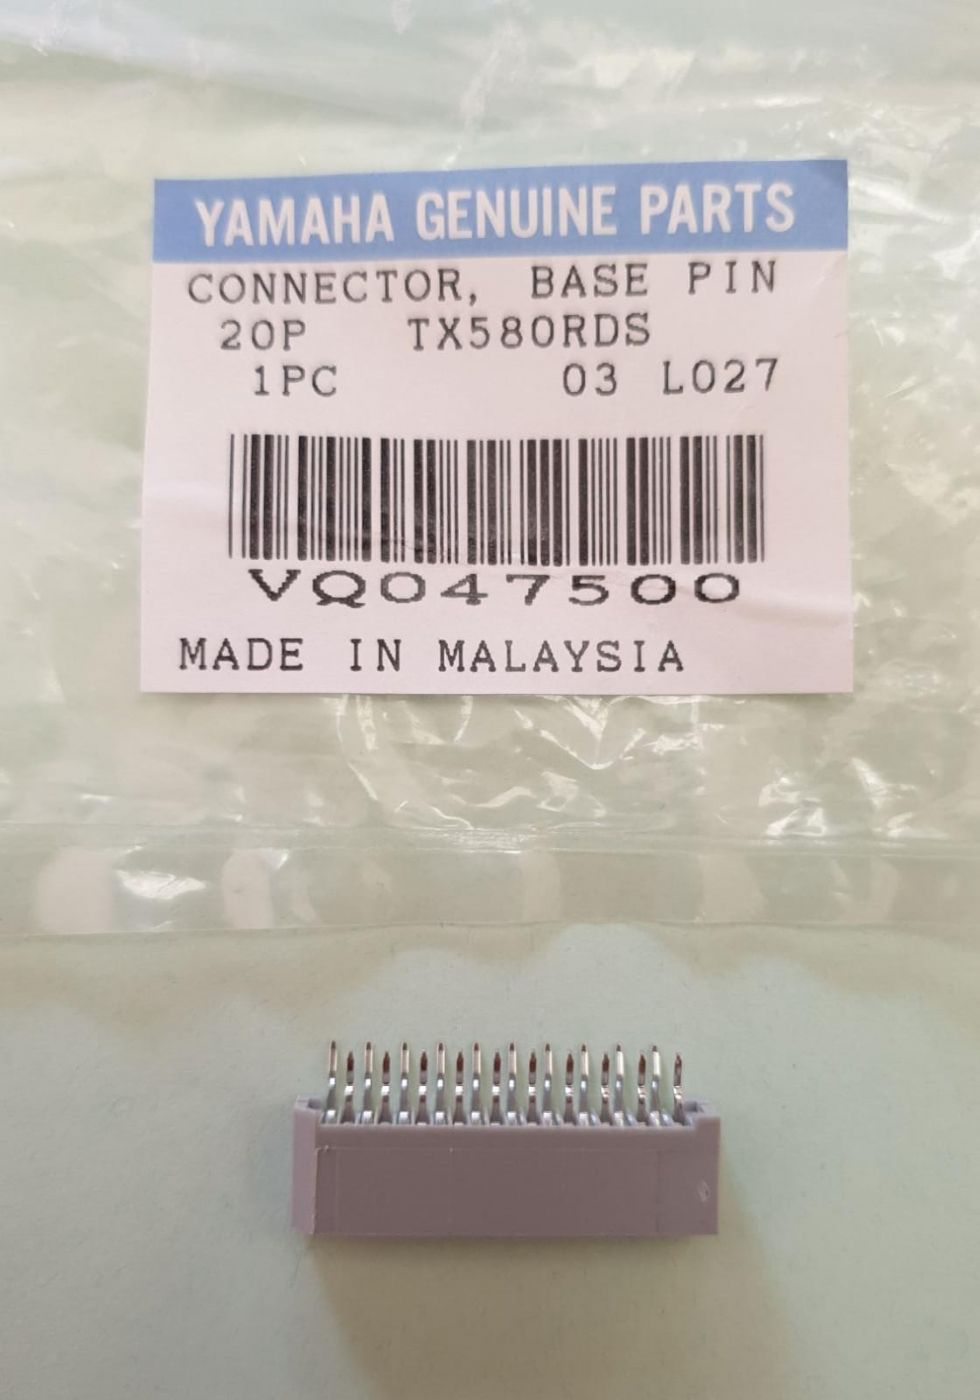 YAMAHA GENUINE PARTS
CONNECTOR, BASE PIN
20P TX580RDS
1PC 03 L027
VQ047500
MADE IN MALAYSIA